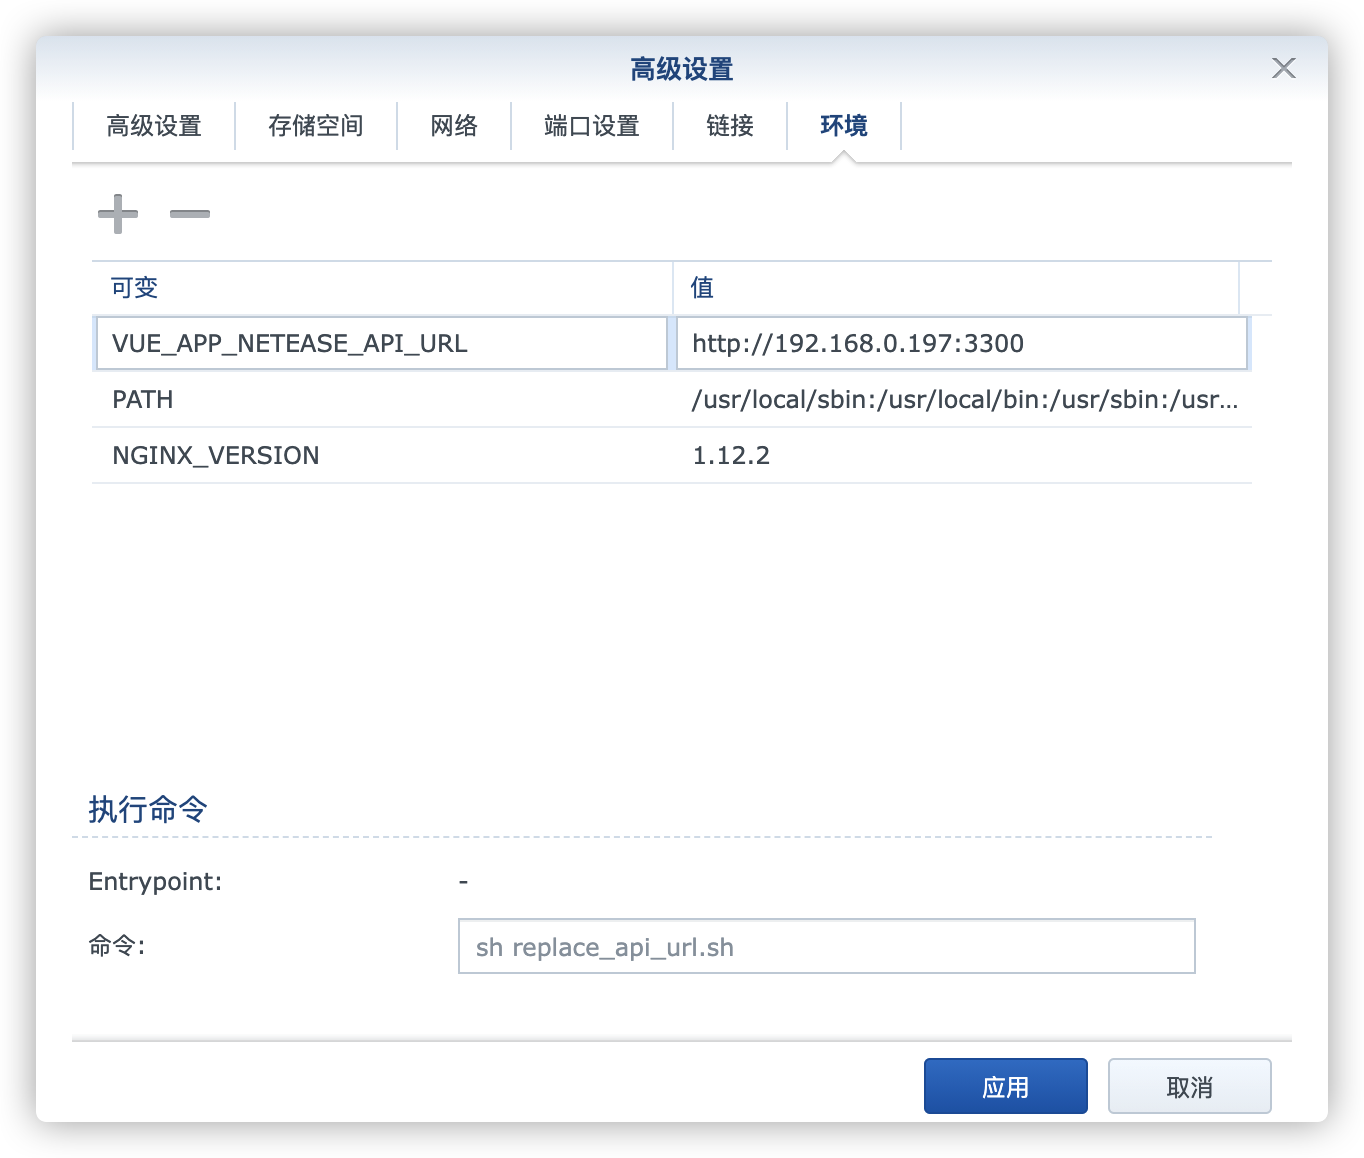 高级设置
高级设置 存储空间 网络 端口设置 链接 环境
可变 值
VUE_APP_NETEASE_API_URL http://192.168.0.197:3300
PATH /usr/local/sbin:/usr/local/bin:/usr/sbin:/usr...
NGINX_VERSION 1.12.2
执行命令
Entrypoint: -
命令: sh replace_api_url.sh
应用 取消